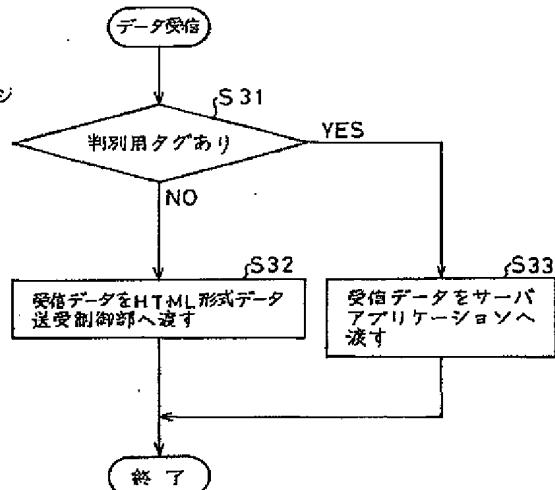 データ受信
ジ
S31
判別用タグあり
YES
NO
S32
受信データをHTML形式データ
送受制御部へ渡す
S33
受信データをサーバ
アプリケーションへ
渡す
終了